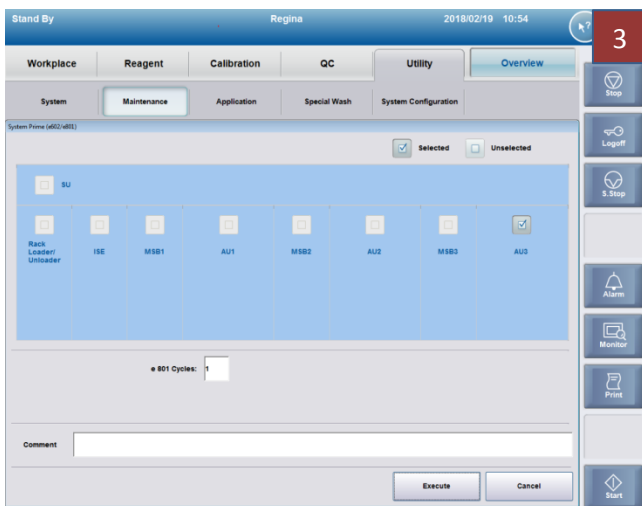 Stand By Regina 2018/02/19 10:54
3
Workplace Reagent Calibration QC Utility Overview
System Maintenance Application Special Wash System Configuration
System Prime (e602/e801)
Selected Unselected
SU
Rack Loader/ Unloader ISE MSB1 AU1 MSB2 AU2 MSB3 AU3
e 801 Cycles: 1
Comment
Execute Cancel
Stop
Logoff
S.Stop
Alarm
Monitor
Print
Start